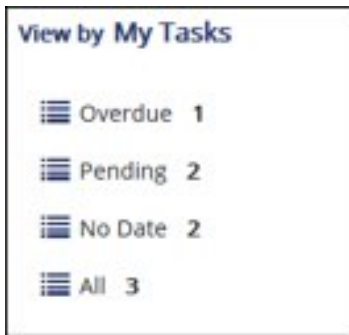 View by My Tasks
Overdue 1
Pending 2
No Date 2
All 3